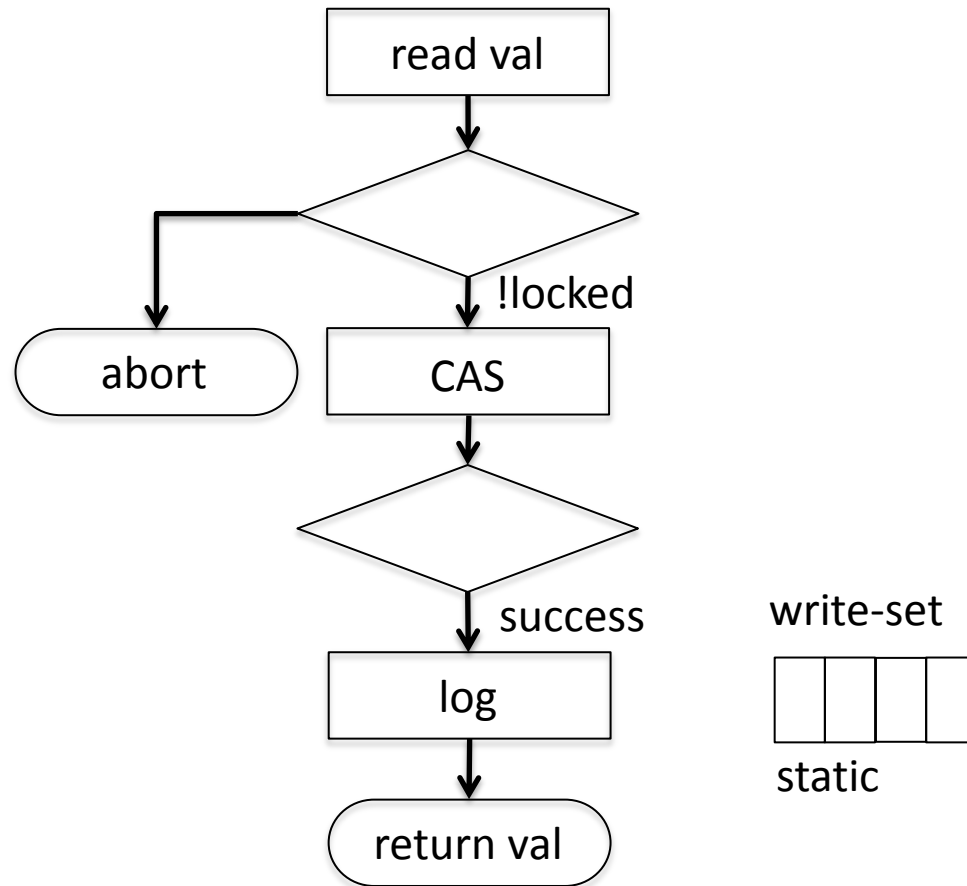 read val
!locked
abort
CAS
success
write-set
log
static
return val